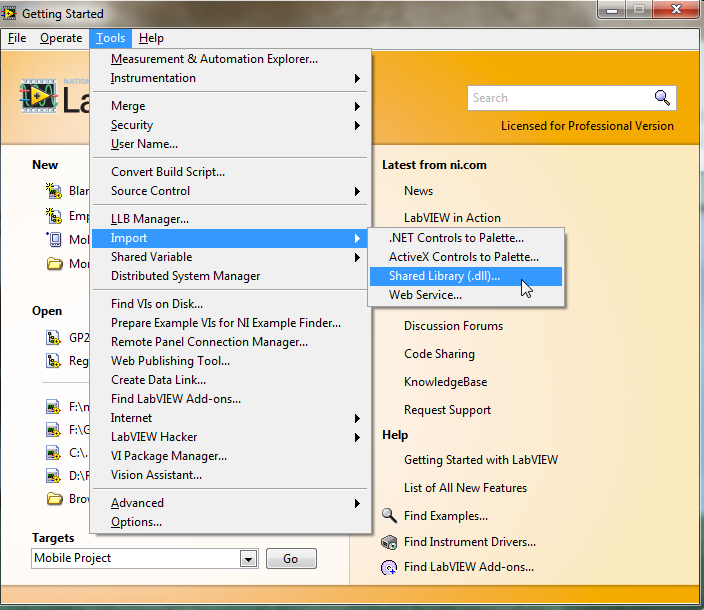 Getting Started
File Operate Tools Help
Measurement & Automation Explorer...
Instrumentation
Merge
Security
User Name...
Convert Build Script...
Source Control
LLB Manager...
Import
Shared Variable
Distributed System Manager
Find VIs on Disk...
Prepare Example VIs for NI Example Finder...
Remote Panel Connection Manager...
Web Publishing Tool...
Create Data Link...
Find LabVIEW Add-ons...
Internet
LabVIEW Hacker
VI Package Manager...
Vision Assistant...
Advanced
Options...
.NET Controls to Palette...
ActiveX Controls to Palette...
Shared Library (.dll)...
Web Service...
NATION
La
Search
Licensed for Professional Version
New
Blan
Emp
Mol
Mor
Open
GP2
Reg
F:\n
F:\G
C:\.
D:\F
Brow
Targets
Mobile Project
Go
Latest from ni.com
News
LabVIEW in Action
Discussion Forums
Code Sharing
KnowledgeBase
Request Support
Help
Getting Started with LabVIEW
List of All New Features
Find Examples...
Find Instrument Drivers...
Find LabVIEW Add-ons...